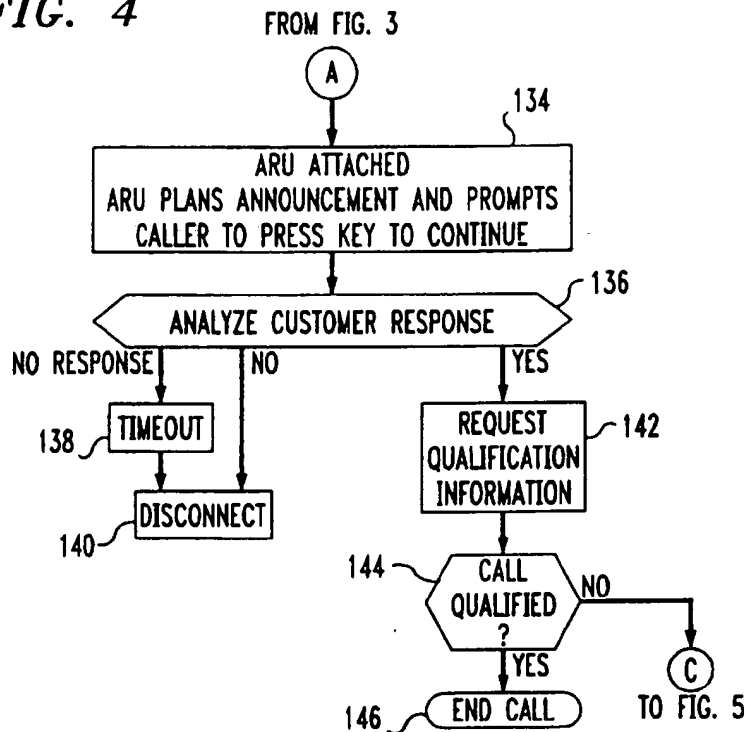 FIG. 4
FROM FIG. 3
A
134
ARU ATTACHED
ARU PLANS ANNOUNCEMENT AND PROMPTS
CALLER TO PRESS KEY TO CONTINUE
136
ANALYZE CUSTOMER RESPONSE
NO RESPONSE
NO
YES
TIMEOUT
138
REQUEST
QUALIFICATION
INFORMATION
142
DISCONNECT
140
144
CALL
QUALIFIED
?
NO
YES
C
TO FIG. 5
END CALL
146